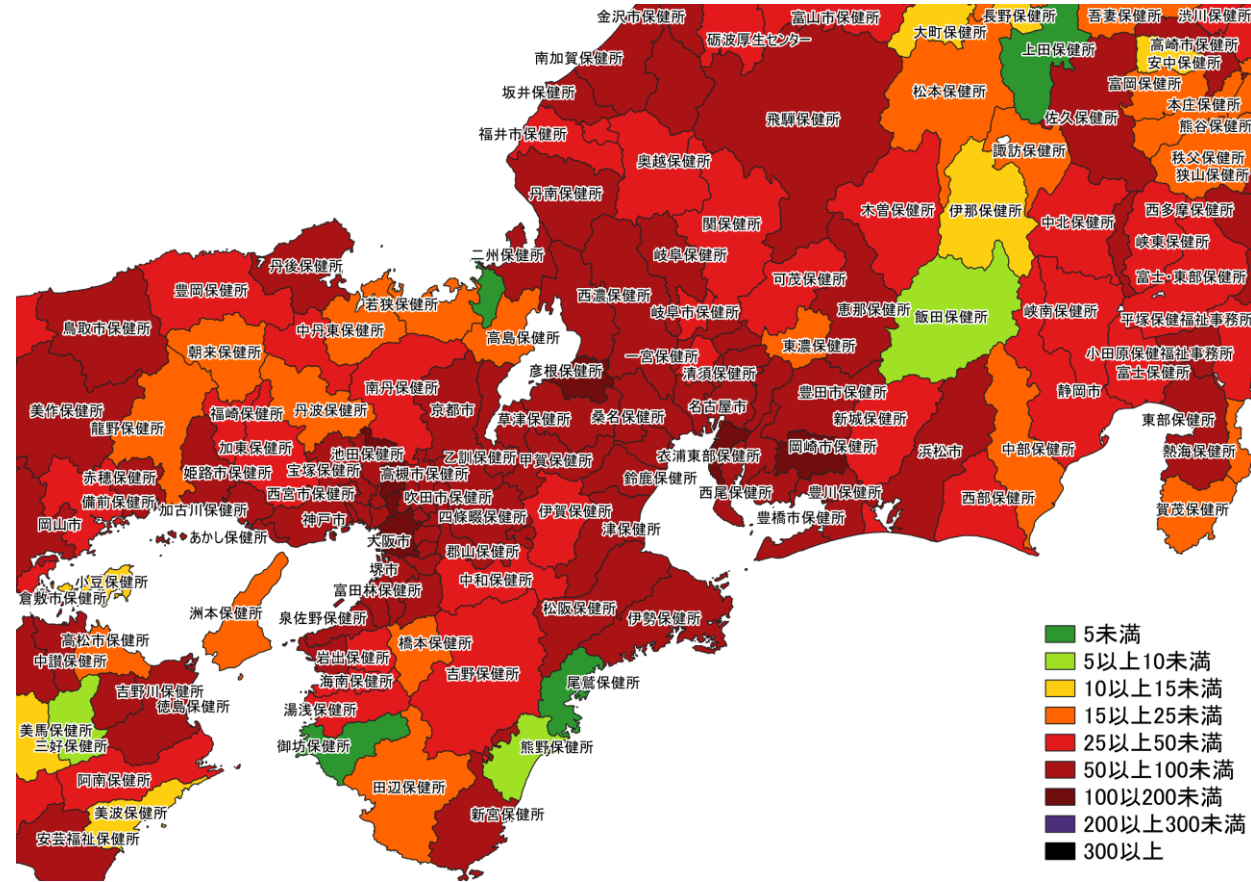 金沢市保健所
富山市保健所
大町保健所
長野保健所
吾妻保健所
渋川保健所
砺波厚生センター
南加賀保健所
上田保健所
高崎市保健所
安中保健所
坂井保健所
松本保健所
富岡保健所
本庄保健所
飛騨保健所
佐久保健所
熊谷保健所
福井市保健所
諏訪保健所
秩父保健所
奥越保健所
狭山保健所
丹南保健所
関保健所
木曽保健所
伊那保健所
中北保健所
西多摩保健所
峡東保健所
二州保健所
岐阜保健所
丹後保健所
可茂保健所
富士・東部保健所
豊岡保健所
西濃保健所
若狭保健所
恵那保健所
飯田保健所
峡南保健所
岐阜市保健所
平塚保健福祉事務所
鳥取市保健所
中丹東保健所
高島保健所
朝来保健所
東濃保健所
一宮保健所
小田原保健福祉事務所
彦根保健所
清須保健所
富士保健所
南丹保健所
豊田市保健所
静岡市
美作保健所
福崎保健所
丹波保健所
京都市
草津保健所
桑名保健所
名古屋市
新城保健所
東部保健所
龍野保健所
加東保健所
池田保健所
乙訓保健所
甲賀保健所
衣浦東部保健所
岡崎市保健所
浜松市
中部保健所
熱海保健所
赤穂保健所
姫路市保健所
宝塚保健所
高槻市保健所
鈴鹿保健所
備前保健所
西宮市保健所
吹田市保健所
西尾保健所
豊川保健所
西部保健所
賀茂保健所
加古川保健所
神戸市
四條畷保健所
伊賀保健所
豊橋市保健所
岡山市
あかし保健所
大阪市
郡山保健所
津保健所
堺市
小豆保健所
中和保健所
倉敷市保健所
富田林保健所
洲本保健所
泉佐野保健所
松阪保健所
伊勢保健所
高松市保健所
橋本保健所
中讃保健所
岩出保健所
吉野保健所
海南保健所
尾鷲保健所
吉野川保健所
徳島保健所
湯浅保健所
美馬保健所
三好保健所
御坊保健所
熊野保健所
阿南保健所
田辺保健所
美波保健所
新宮保健所
安芸福祉保健所
5未満
5以上10未満
10以上15未満
15以上25未満
25以上50未満
50以上100未満
100以200未満
200以上300未満
300以上